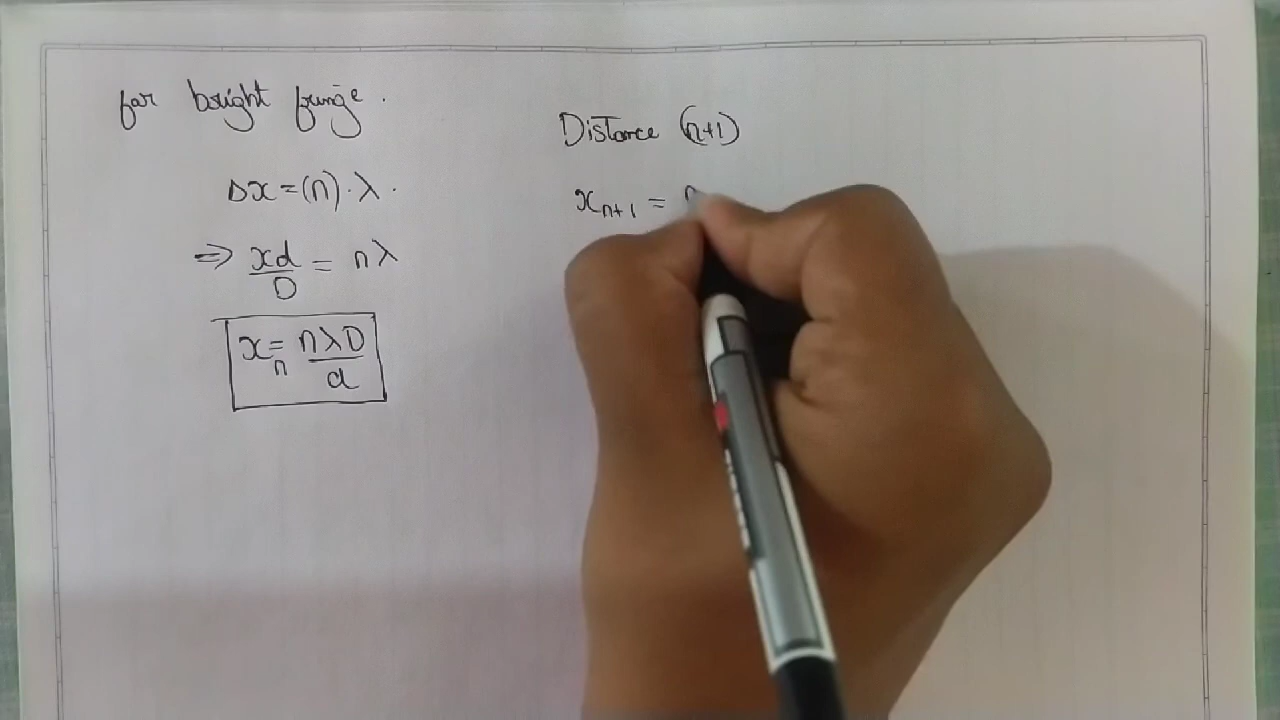 for bright fringe.
Δx = (n)·λ.
⇒ xd/D = nλ
xₙ = nλD/d
Distance (n+1)
xₙ₊₁ = n